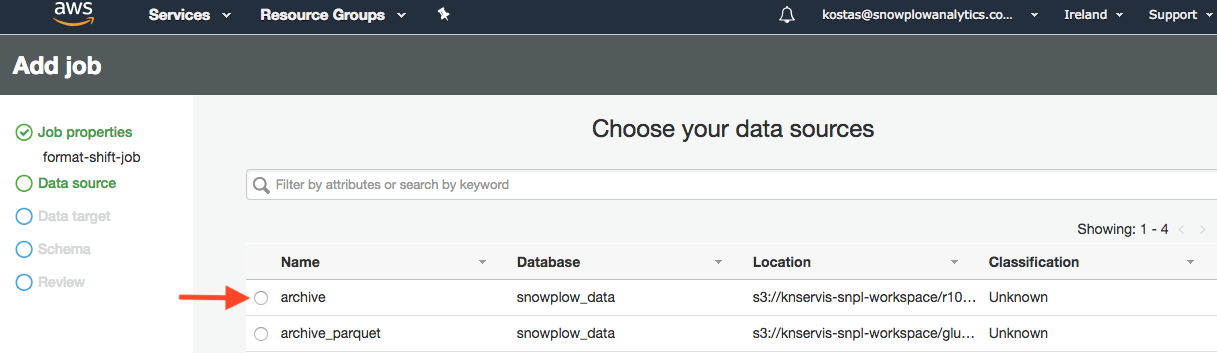 aws Services Resource Groups kostas@snowplowanalytics.co... Ireland Support
Add job
Job properties
format-shift-job
Data source
Data target
Schema
Review
Choose your data sources
Filter by attributes or search by keyword
Showing: 1 - 4
Name Database Location Classification
archive snowplow_data s3://knservis-snpl-workspace/r10... Unknown
archive_parquet snowplow_data s3://knservis-snpl-workspace/glu... Unknown